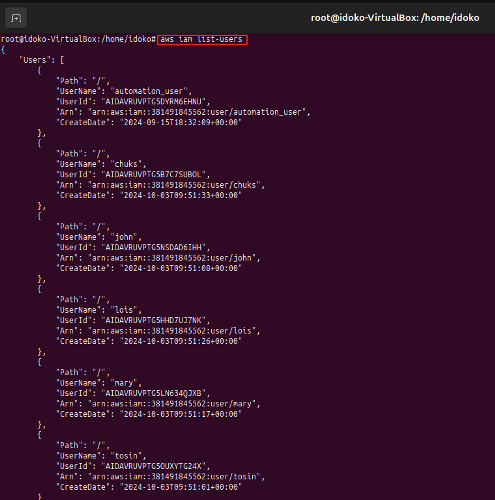 root@idoko-VirtualBox: /home/idoko
root@idoko-VirtualBox:/home/idoko# aws iam list-users
{
    "Users": [
        {
            "Path": "/",
            "UserName": "automation_user",
            "UserId": "AIDAVRUVPTG5DYRM6EHNU",
            "Arn": "arn:aws:iam::381491845562:user/automation_user",
            "CreateDate": "2024-09-15T18:32:09+00:00"
        },
        {
            "Path": "/",
            "UserName": "chuks",
            "UserId": "AIDAVRUVPTG5B7C7SUBOL",
            "Arn": "arn:aws:iam::381491845562:user/chuks",
            "CreateDate": "2024-10-03T09:51:33+00:00"
        },
        {
            "Path": "/",
            "UserName": "john",
            "UserId": "AIDAVRUVPTG5NSDAD6IHH",
            "Arn": "arn:aws:iam::381491845562:user/john",
            "CreateDate": "2024-10-03T09:51:08+00:00"
        },
        {
            "Path": "/",
            "UserName": "lois",
            "UserId": "AIDAVRUVPTG5HHD7UJ7NK",
            "Arn": "arn:aws:iam::381491845562:user/lois",
            "CreateDate": "2024-10-03T09:51:26+00:00"
        },
        {
            "Path": "/",
            "UserName": "mary",
            "UserId": "AIDAVRUVPTG5LN634QJXB",
            "Arn": "arn:aws:iam::381491845562:user/mary",
            "CreateDate": "2024-10-03T09:51:17+00:00"
        },
        {
            "Path": "/",
            "UserName": "tosin",
            "UserId": "AIDAVRUVPTG5OUXYTG24X",
            "Arn": "arn:aws:iam::381491845562:user/tosin",
            "CreateDate": "2024-10-03T09:51:01+00:00"
        }